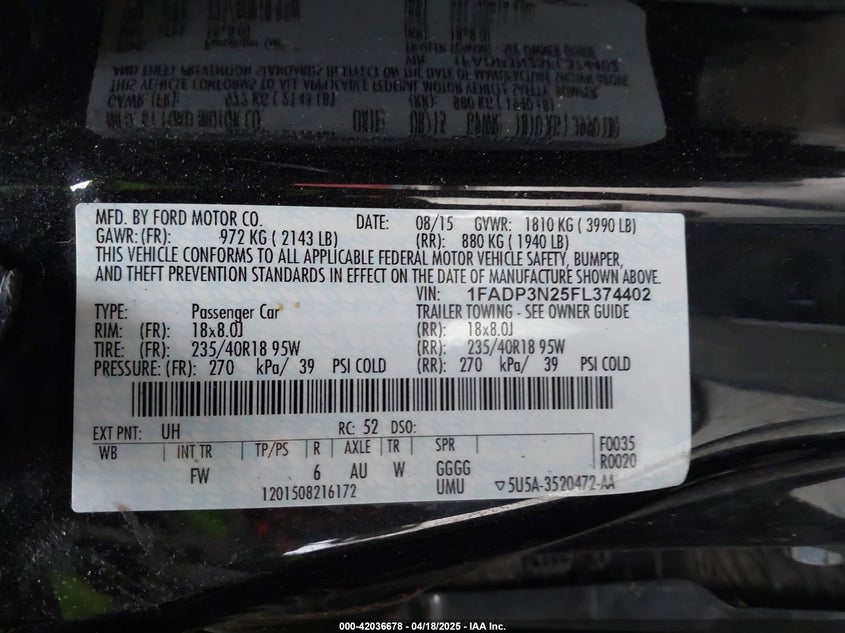 MFD. BY FORD MOTOR CO. DATE: 08/15 GVWR: 1810 KG ( 3990 LB)
GAWR: (FR): 972 KG ( 2143 LB) (RR): 880 KG ( 1940 LB)
THIS VEHICLE CONFORMS TO ALL APPLICABLE FEDERAL MOTOR VEHICLE SAFETY, BUMPER,
AND THEFT PREVENTION STANDARDS IN EFFECT ON THE DATE OF MANUFACTURE SHOWN ABOVE.
VIN: 1FADP3N25FL374402
TYPE: Passenger Car TRAILER TOWING - SEE OWNER GUIDE
RIM: (FR): 18x8.0J (RR): 18x8.0J
TIRE: (FR): 235/40R18 95W (RR): 235/40R18 95W
PRESSURE: (FR): 270 kPa/ 39 PSI COLD (RR): 270 kPa/ 39 PSI COLD
EXT PNT: UH RC: 52 DSO:
WB INT TR TP/PS R AXLE TR SPR F0035
FW 6 AU W GGGG R0020
1201508216172 UMU ▽5U5A-3520472-AA
000-42036678 - 04/18/2025 - IAA Inc.